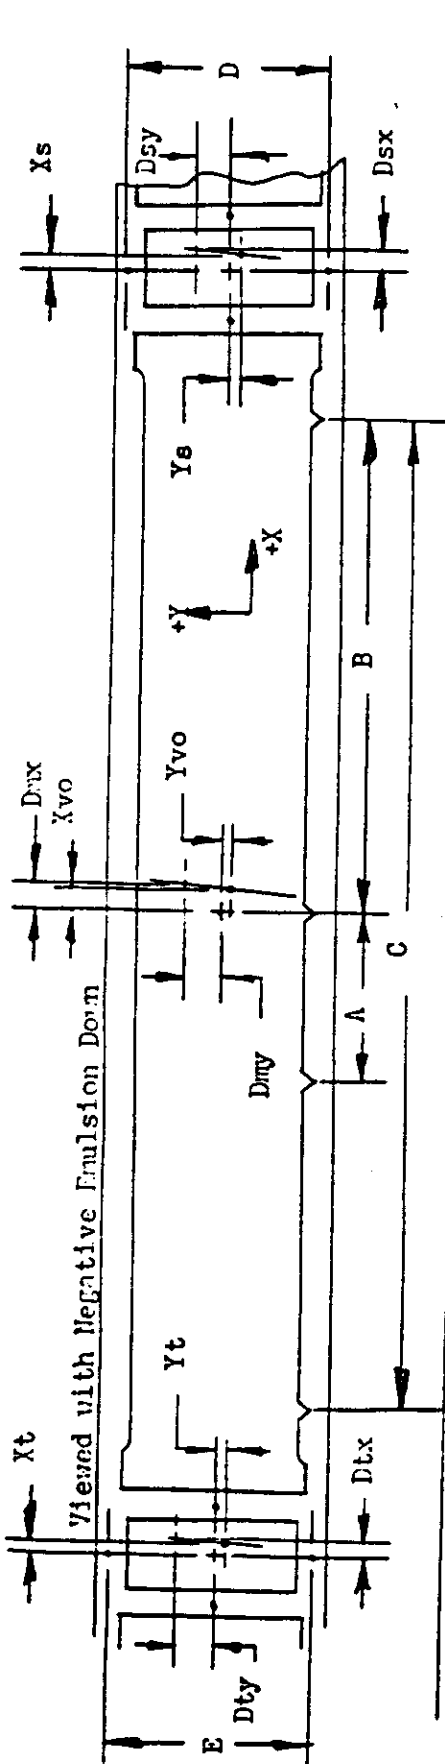 Viewed with Negative Emulsion Down
Xt
Yt
Dty
Dtx
E
Dmx
Xvo
Yvo
Dmy
+Y
+X
A
B
C
Xs
Ys
Dsy
Dsx
D